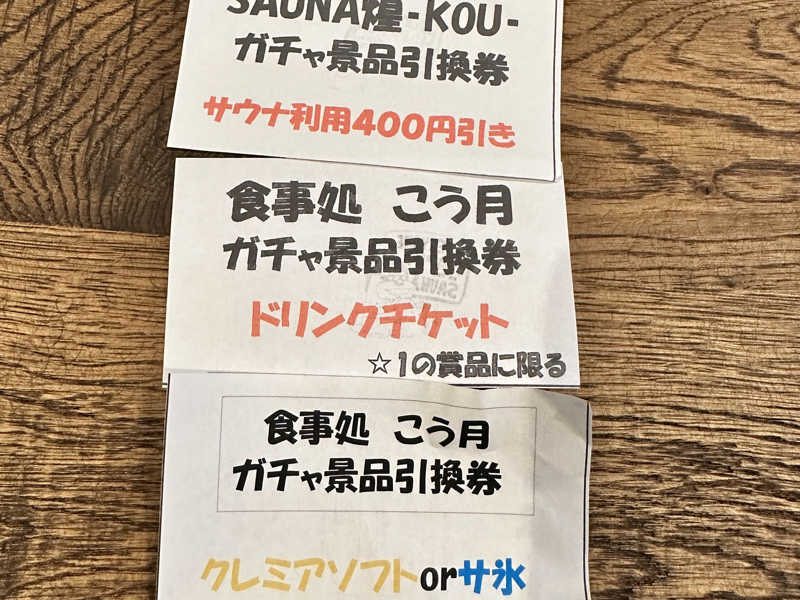 SAUNA煌-KOU-
ガチャ景品引換券
サウナ利用400円引き
食事処 こう月
ガチャ景品引換券
ドリンクチケット
☆1の賞品に限る
食事処 こう月
ガチャ景品引換券
クレミアソフトorサ氷